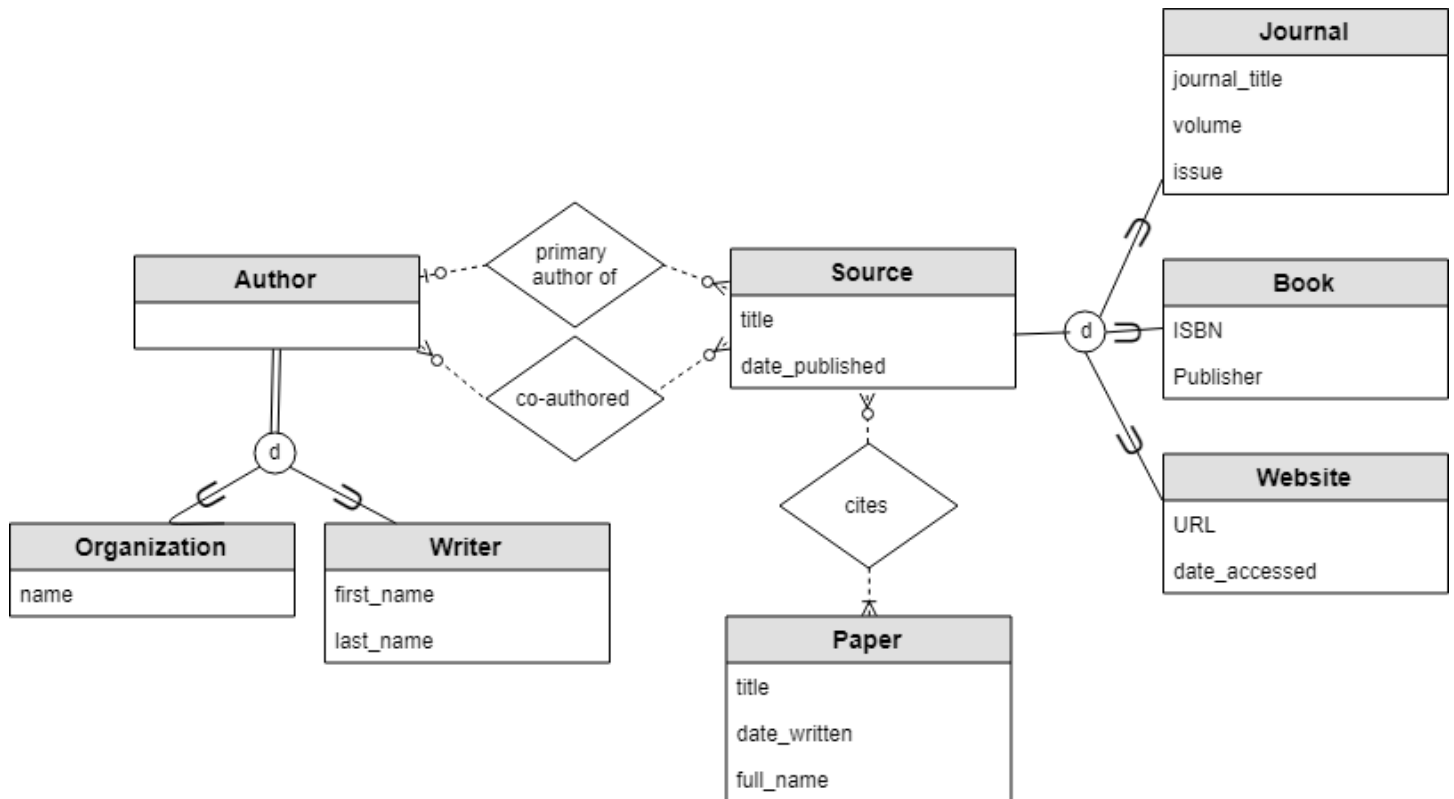 Journal
journal_title
volume
issue
primary
author of
Author
Source
title
date_published
co-authored
d
Book
ISBN
Publisher
d
cites
Website
URL
date_accessed
Organization
name
Writer
first_name
last_name
Paper
title
date_written
full_name